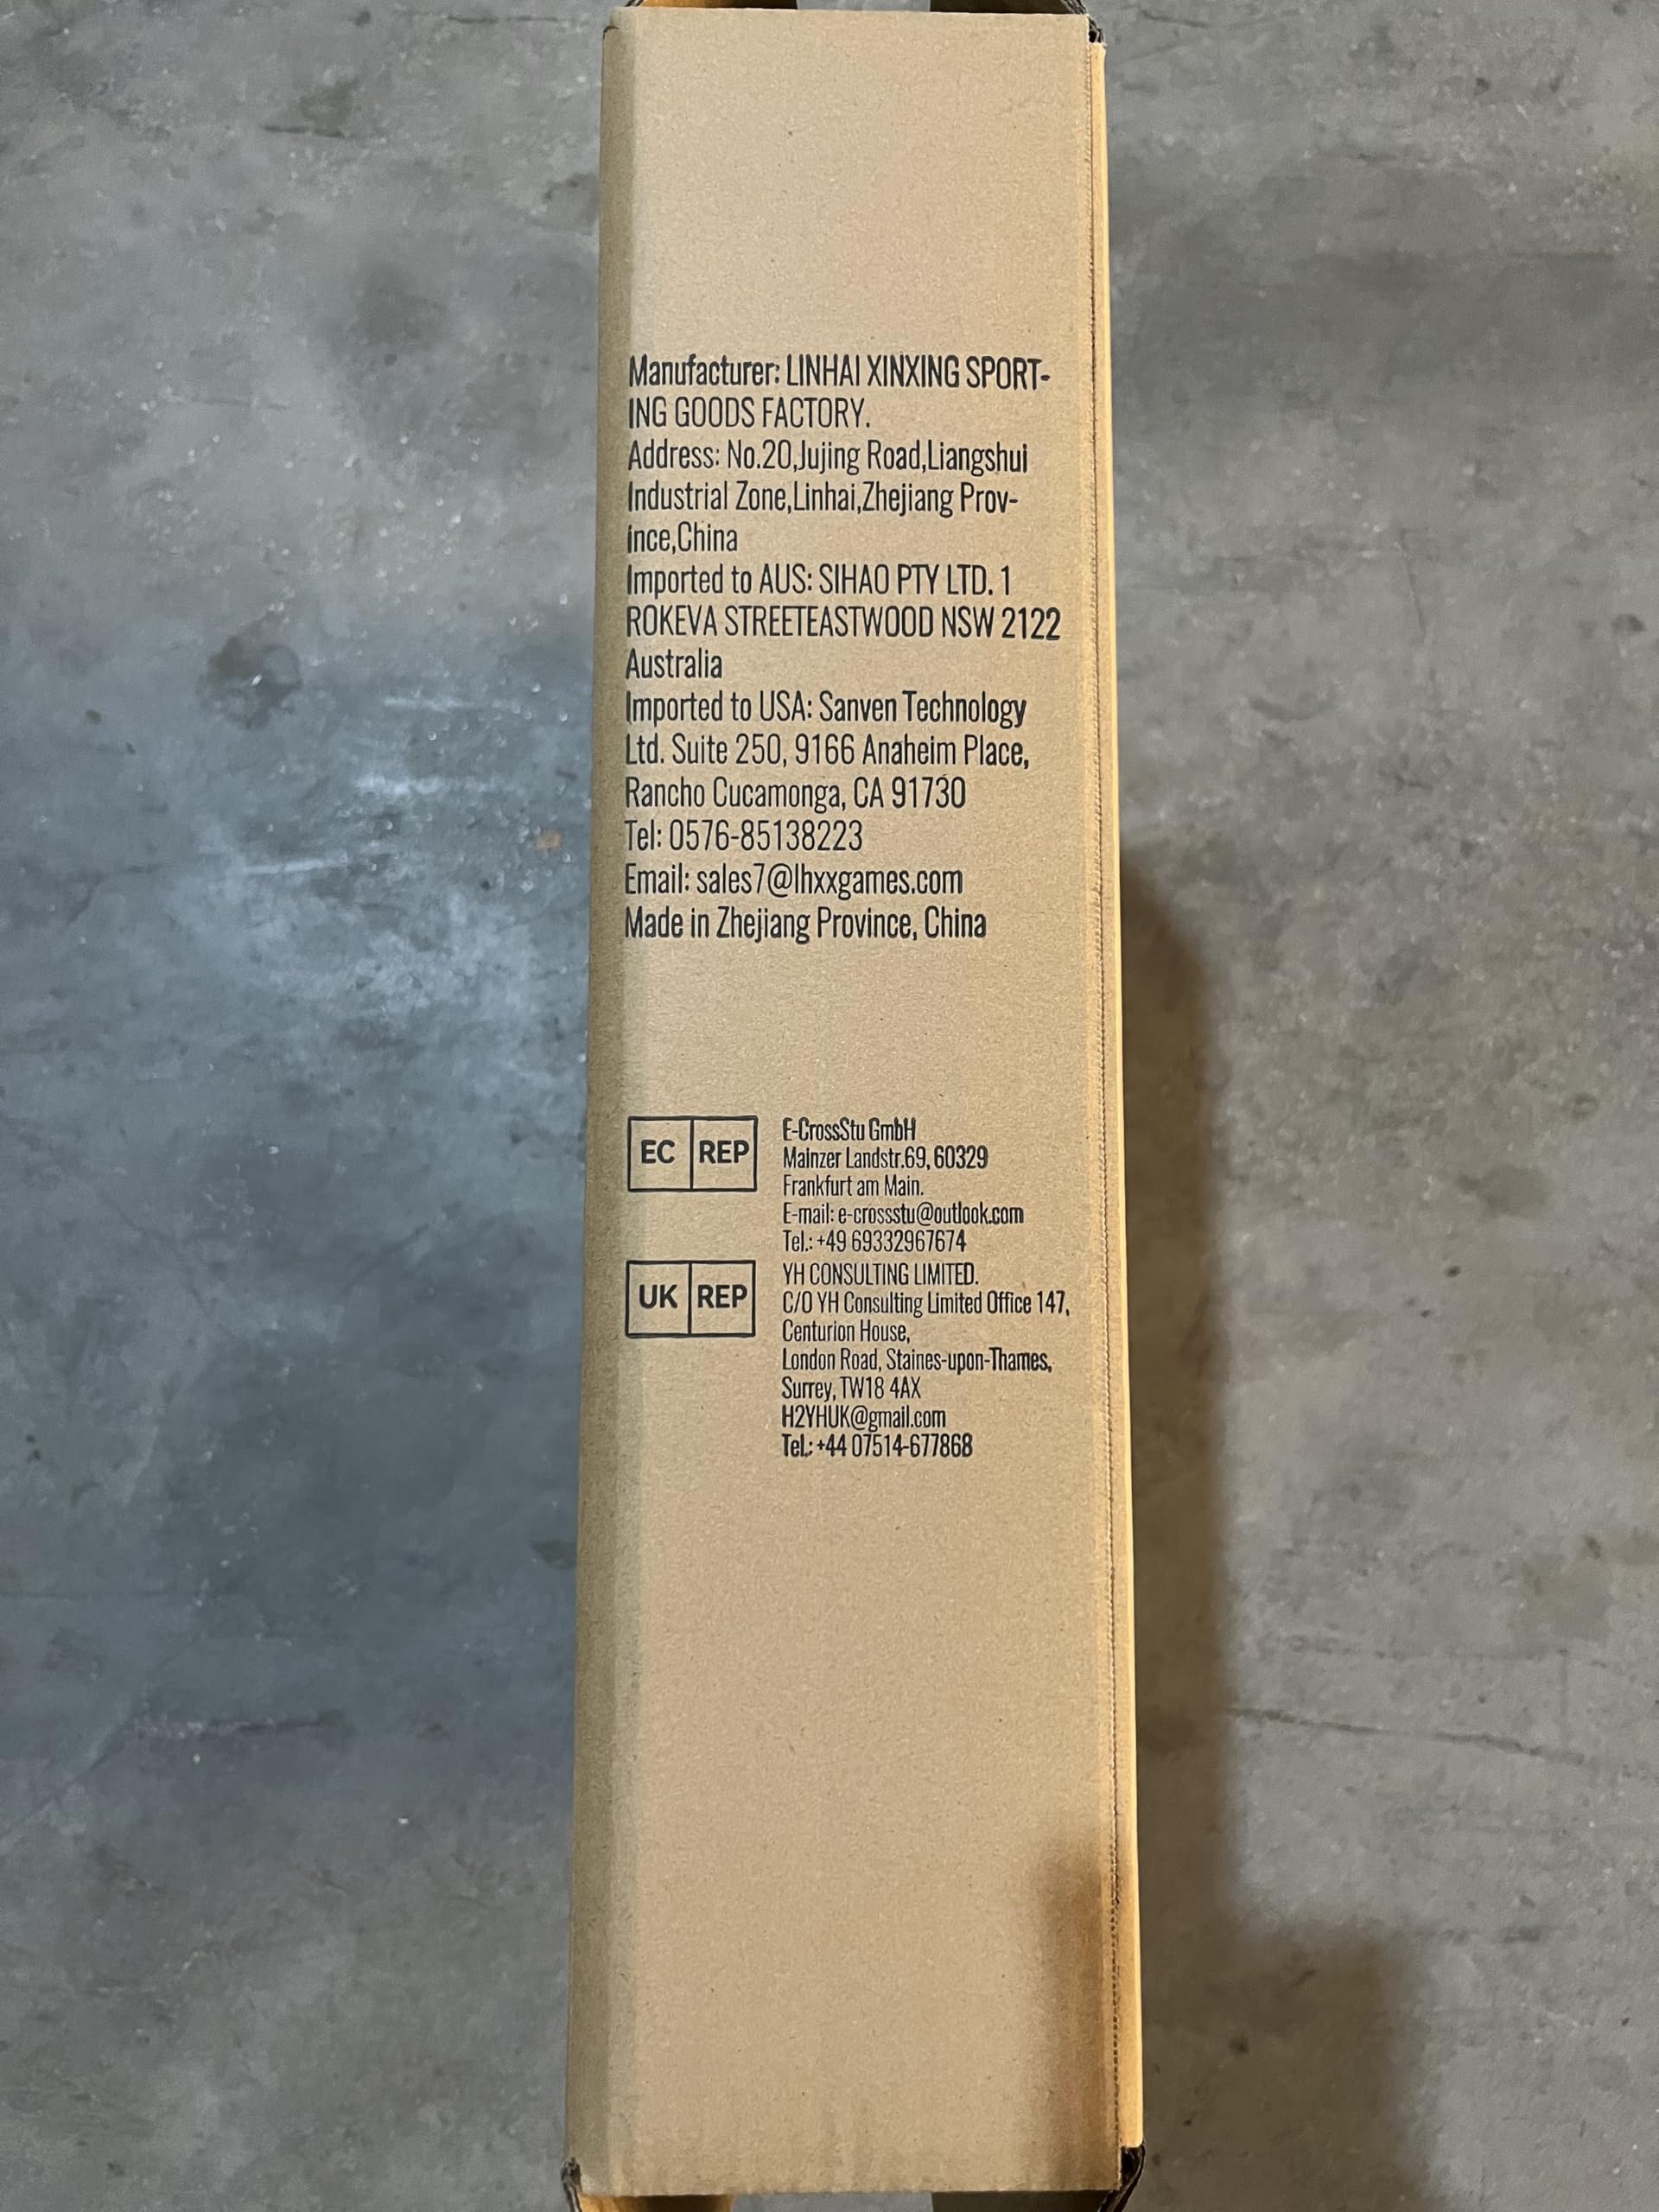 Manufacturer: LINHAI XINXING SPORT-
ING GOODS FACTORY.
Address: No.20,Jujing Road,Liangshui
Industrial Zone,Linhai,Zhejiang Prov-
ince,China
Imported to AUS: SIHAO PTY LTD. 1
ROKEVA STREETEASTWOOD NSW 2122
Australia
Imported to USA: Sanven Technology
Ltd. Suite 250, 9166 Anaheim Place,
Rancho Cucamonga, CA 91730
Tel: 0576-85138223
Email: sales7@lhxxgames.com
Made in Zhejiang Province, China
EC REP
E-CrossStu GmbH
Mainzer Landstr.69, 60329
Frankfurt am Main.
E-mail: e-crossstu@outlook.com
Tel.: +49 69332967674
UK REP
YH CONSULTING LIMITED.
C/O YH Consulting Limited Office 147,
Centurion House,
London Road, Staines-upon-Thames,
Surrey, TW18 4AX
H2YHUK@gmail.com
Tel.: +44 07514-677868